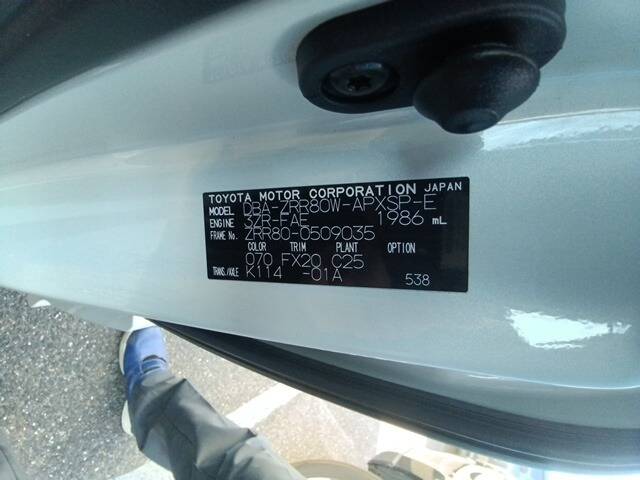 TOYOTA MOTOR CORPORATION JAPAN
MODEL DBA-ZRR80W-APXSP-E
ENGINE 3ZR-FAE 1986 mL
FRAME No. ZRR80-0509035
COLOR TRIM PLANT OPTION
070 FX20 C25
TRANS./AXLE K114 -01A
538